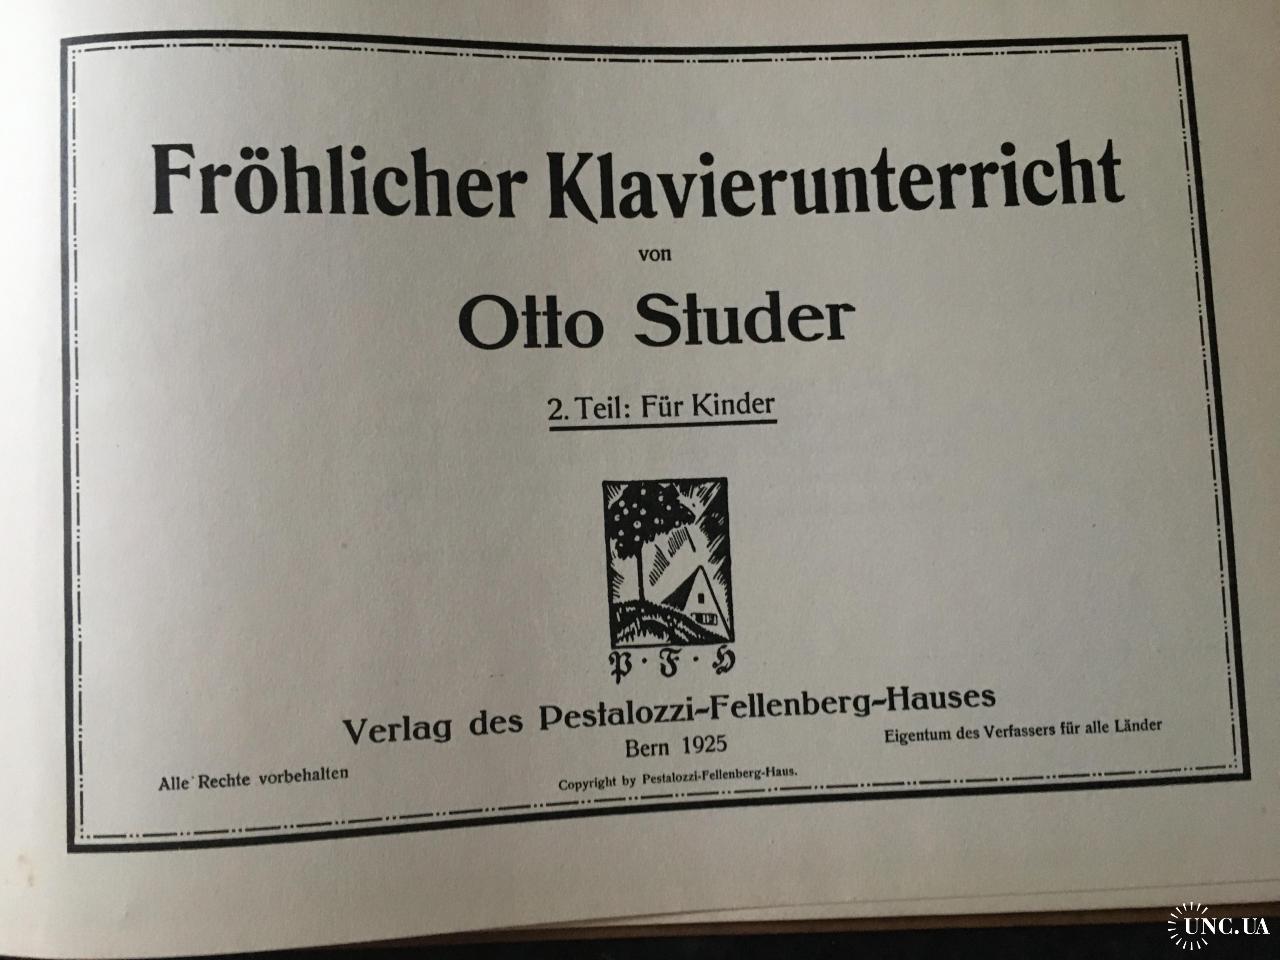 Fröhlicher Klavierunterricht
von
Otto Studer
2. Teil: Für Kinder
P · F · H
Verlag des Pestalozzi-Fellenberg-Hauses
Bern 1925
Eigentum des Verfassers für alle Länder
Alle Rechte vorbehalten
Copyright by Pestalozzi-Fellenberg-Haus.
UNC.UA